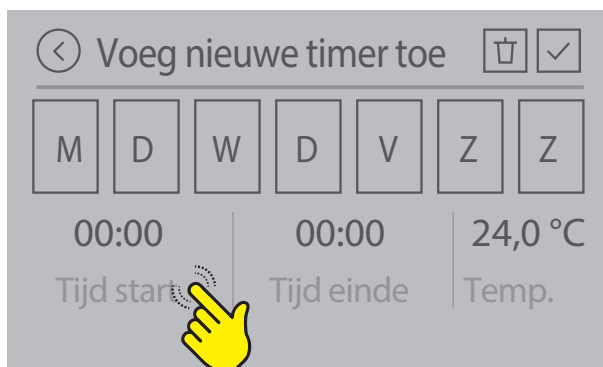 Voeg nieuwe timer toe
M D W D V Z Z
00:00 00:00 24,0 °C
Tijd start Tijd einde Temp.